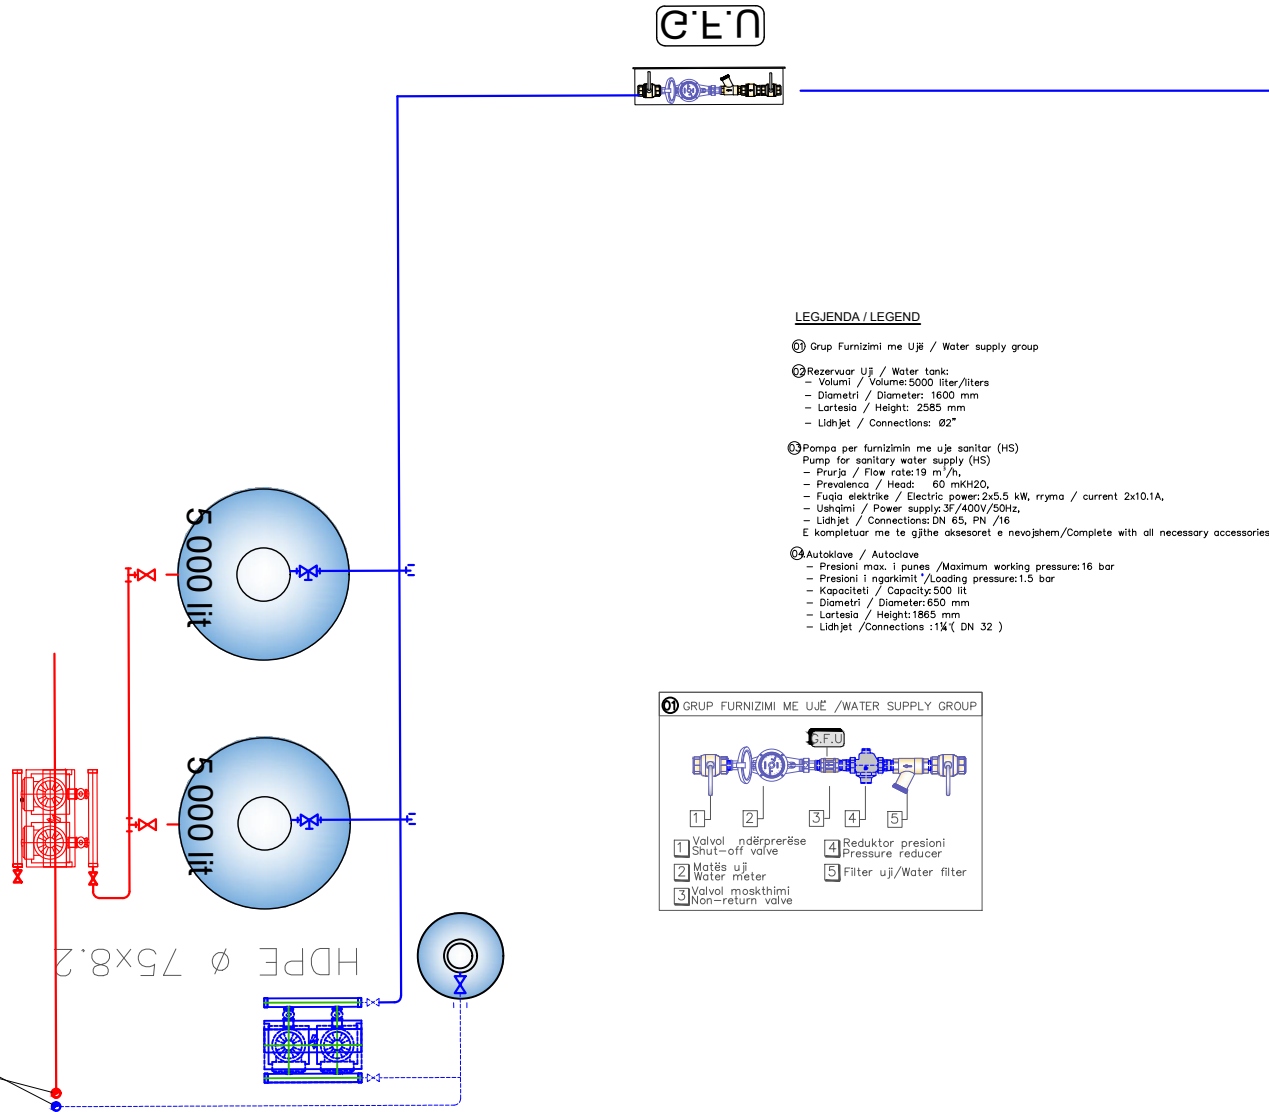 G.F.U
LEGJENDA / LEGEND
01 Grup Furnizimi me Ujë / Water supply group
02 Rezervuar Uji / Water tank:
– Volumi / Volume: 5000 liter/liters
– Diametri / Diameter: 1600 mm
– Lartesia / Height: 2585 mm
– Lidhjet / Connections: Ø2"
03 Pompa per furnizimin me uje sanitar (HS)
Pump for sanitary water supply (HS)
– Prurja / Flow rate: 19 m³/h,
– Prevalenca / Head: 60 mKH2O,
– Fuqia elektrike / Electric power: 2x5.5 kW, rryma / current 2x10.1A,
– Ushqimi / Power supply: 3F/400V/50Hz,
– Lidhjet / Connections: DN 65, PN /16
E kompletuar me te gjithe aksesoret e nevojshem/Complete with all necessary accessories
04 Autoklave / Autoclave
– Presioni max. i punes /Maximum working pressure: 16 bar
– Presioni i ngarkimit /Loading pressure: 1.5 bar
– Kapaciteti / Capacity: 500 lit
– Diametri / Diameter: 650 mm
– Lartesia / Height: 1865 mm
– Lidhjet /Connections : 1¼"( DN 32 )
5 000 lit
5 000 lit
HDPE ø 75x8.2
01 GRUP FURNIZIMI ME UJË /WATER SUPPLY GROUP
G.F.U
1 2 3 4 5
1 Valvol ndërprerëse
Shut-off valve
2 Matës uji
Water meter
3 Valvol moskthimi
Non-return valve
4 Reduktor presioni
Pressure reducer
5 Filter uji/Water filter